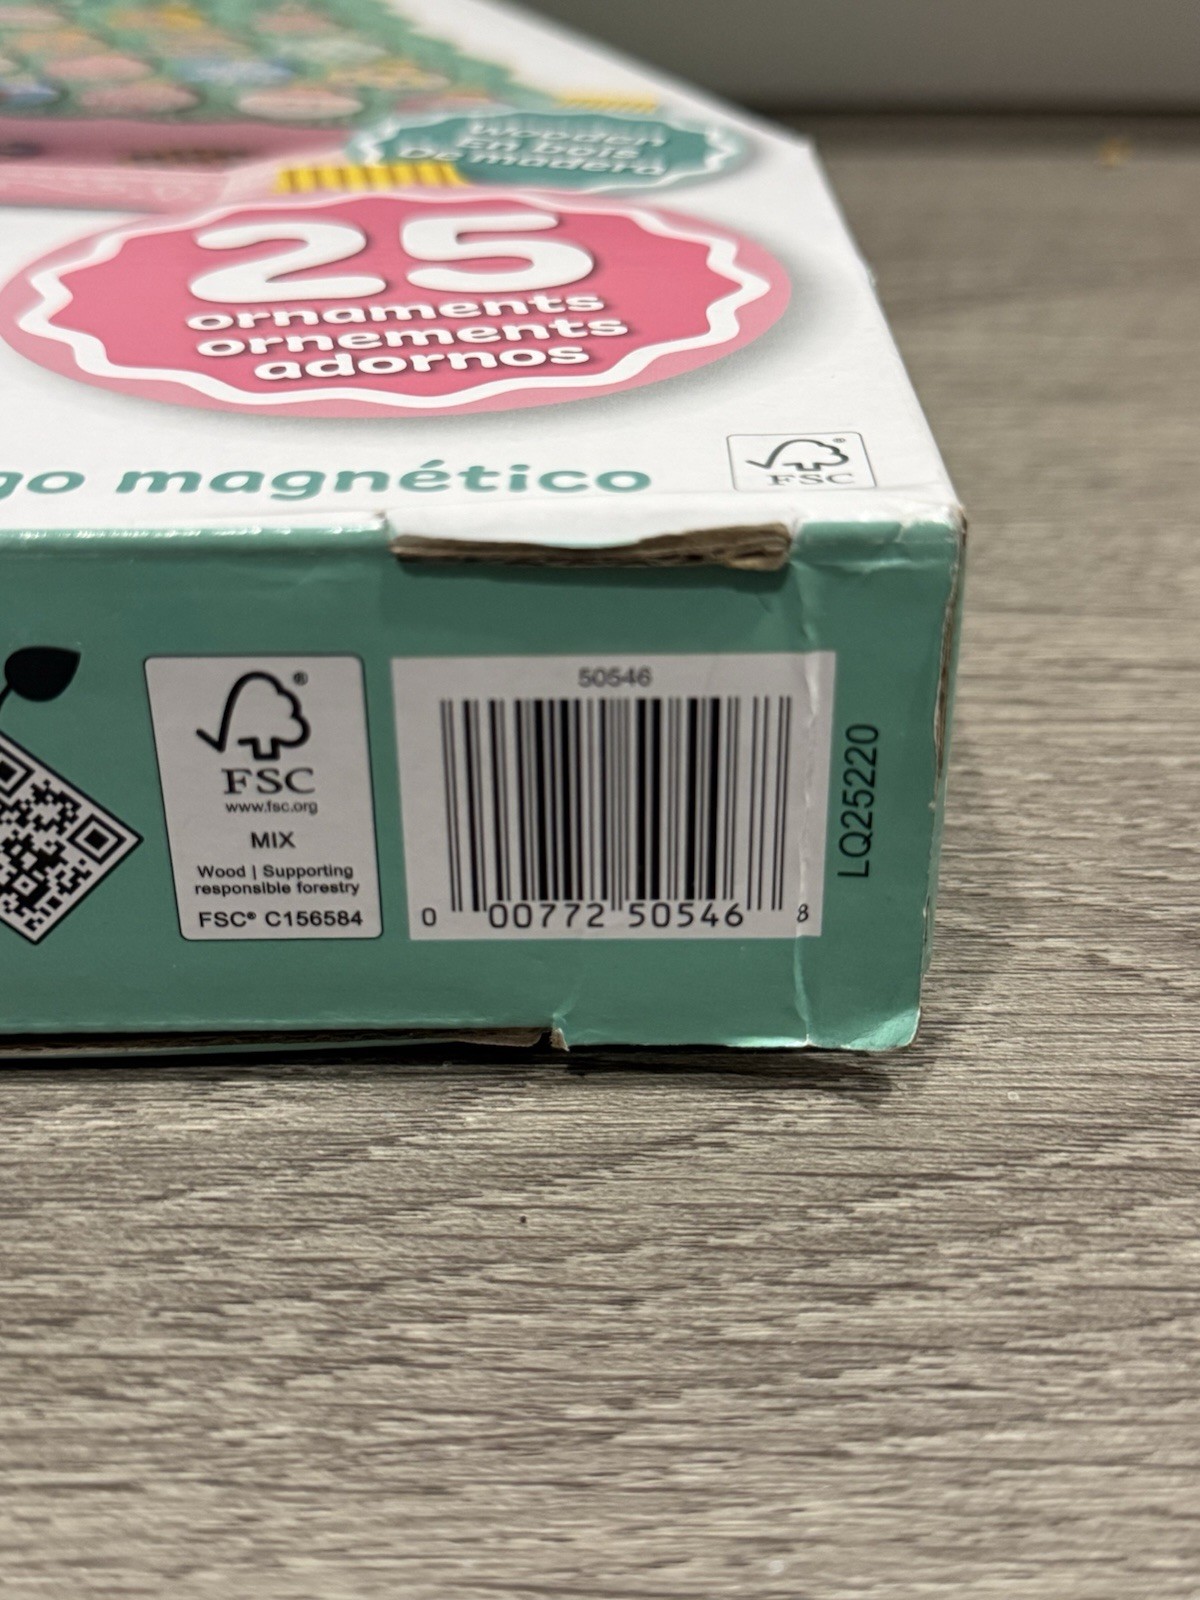 Wooden
En bois
De madera
25
ornaments
ornements
adornos
go magnético
FSC®
50546
FSC®
www.fsc.org
MIX
Wood | Supporting
responsible forestry
FSC® C156584
0 00772 50546 8
LQ25220